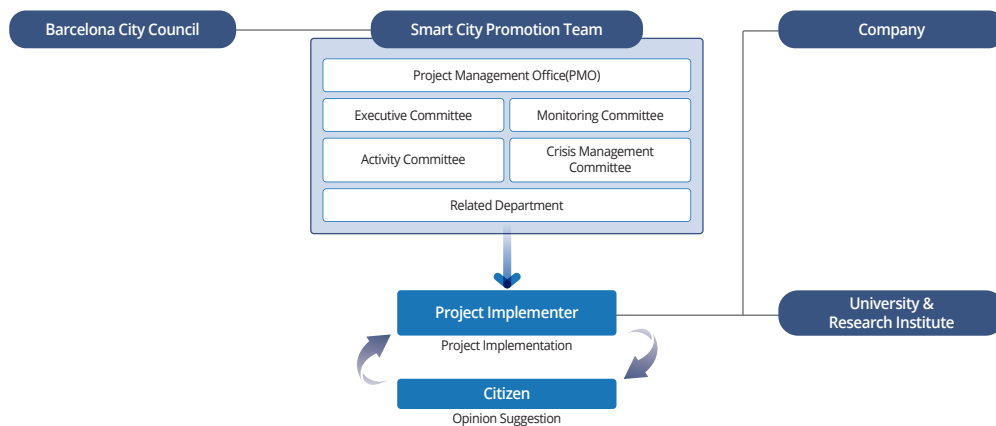 Barcelona City Council
Smart City Promotion Team
Company
Project Management Office(PMO)
Executive Committee
Monitoring Committee
Activity Committee
Crisis Management
Committee
Related Department
Project Implementer
Project Implementation
University &
Research Institute
Citizen
Opinion Suggestion